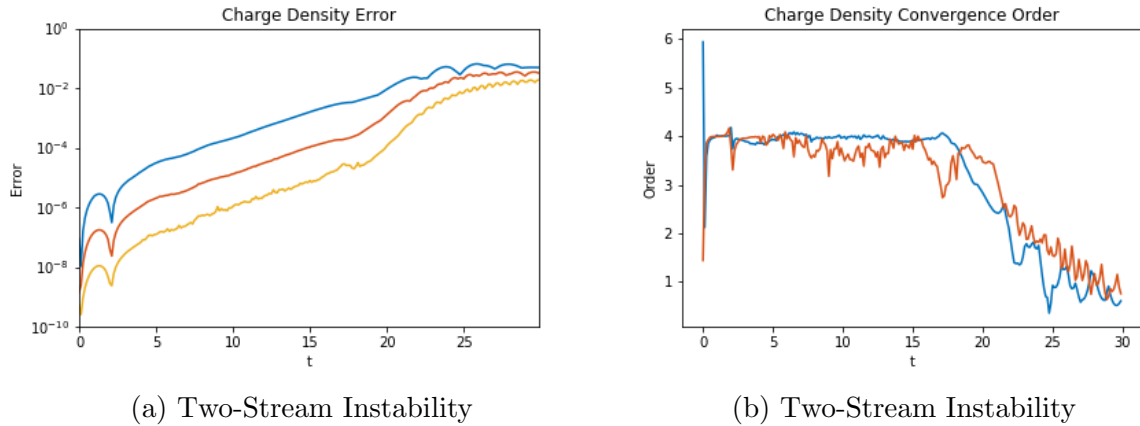 Charge Density Error
10^0
10^-2
10^-4
10^-6
10^-8
10^-10
Error
0 5 10 15 20 25
t
(a) Two-Stream Instability
Charge Density Convergence Order
6
5
4
3
2
1
Order
0 5 10 15 20 25 30
t
(b) Two-Stream Instability